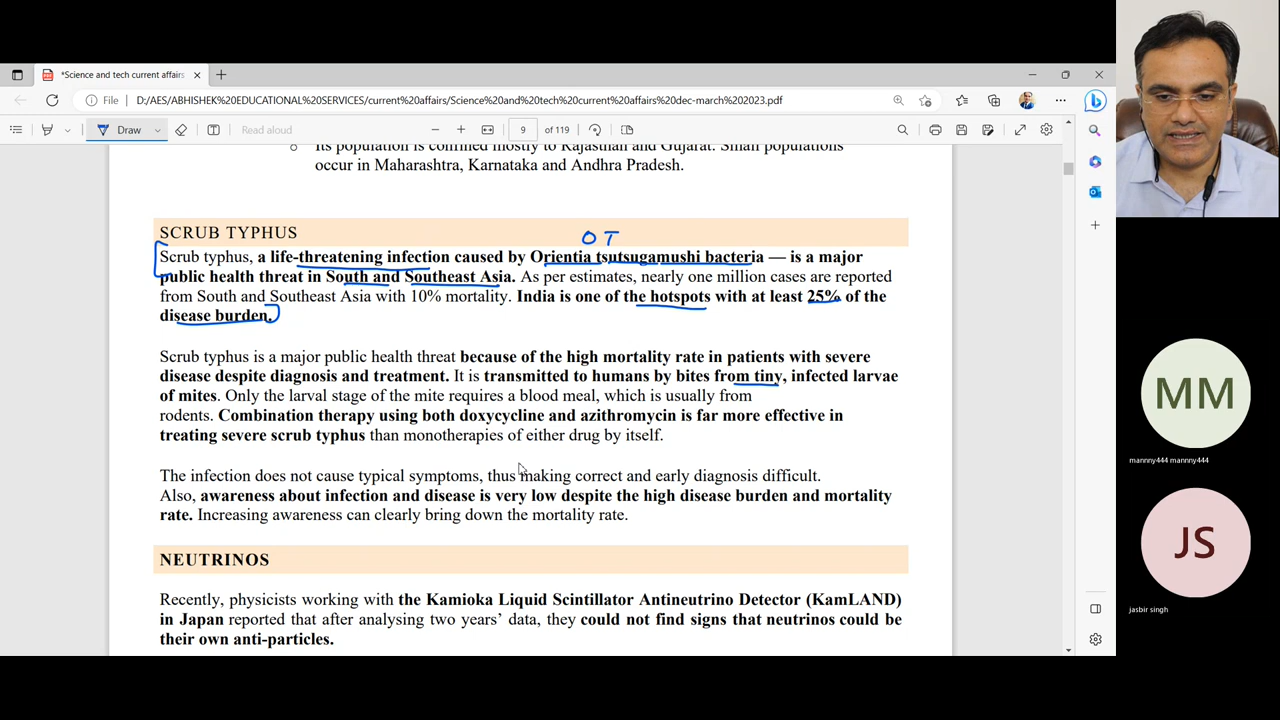 *Science and tech current affairs
File
D:/AES/ABHISHEK%20EDUCATIONAL%20SERVICES/current%20affairs/Science%20and%20tech%20current%20affairs%20dec-march%202023.pdf
Draw
Read aloud
9 of 119
Its population is confined mostly to Rajasthan and Gujarat. Small populations
occur in Maharashtra, Karnataka and Andhra Pradesh.
SCRUB TYPHUS
O T
Scrub typhus, a life-threatening infection caused by Orientia tsutsugamushi bacteria — is a major
public health threat in South and Southeast Asia. As per estimates, nearly one million cases are reported
from South and Southeast Asia with 10% mortality. India is one of the hotspots with at least 25% of the
disease burden.
Scrub typhus is a major public health threat because of the high mortality rate in patients with severe
disease despite diagnosis and treatment. It is transmitted to humans by bites from tiny, infected larvae
of mites. Only the larval stage of the mite requires a blood meal, which is usually from
rodents. Combination therapy using both doxycycline and azithromycin is far more effective in
treating severe scrub typhus than monotherapies of either drug by itself.
The infection does not cause typical symptoms, thus making correct and early diagnosis difficult.
Also, awareness about infection and disease is very low despite the high disease burden and mortality
rate. Increasing awareness can clearly bring down the mortality rate.
NEUTRINOS
Recently, physicists working with the Kamioka Liquid Scintillator Antineutrino Detector (KamLAND)
in Japan reported that after analysing two years’ data, they could not find signs that neutrinos could be
their own anti-particles.
MM
mannny444 mannny444
JS
jasbir singh